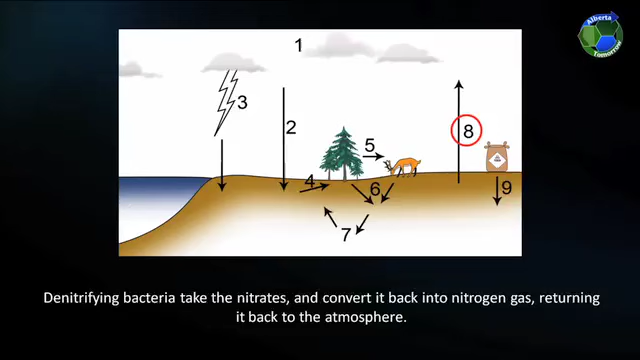 Alberta
Tomorrow
1
3
2
5
8
4
6
9
7
Denitrifying bacteria take the nitrates, and convert it back into nitrogen gas, returning
it back to the atmosphere.